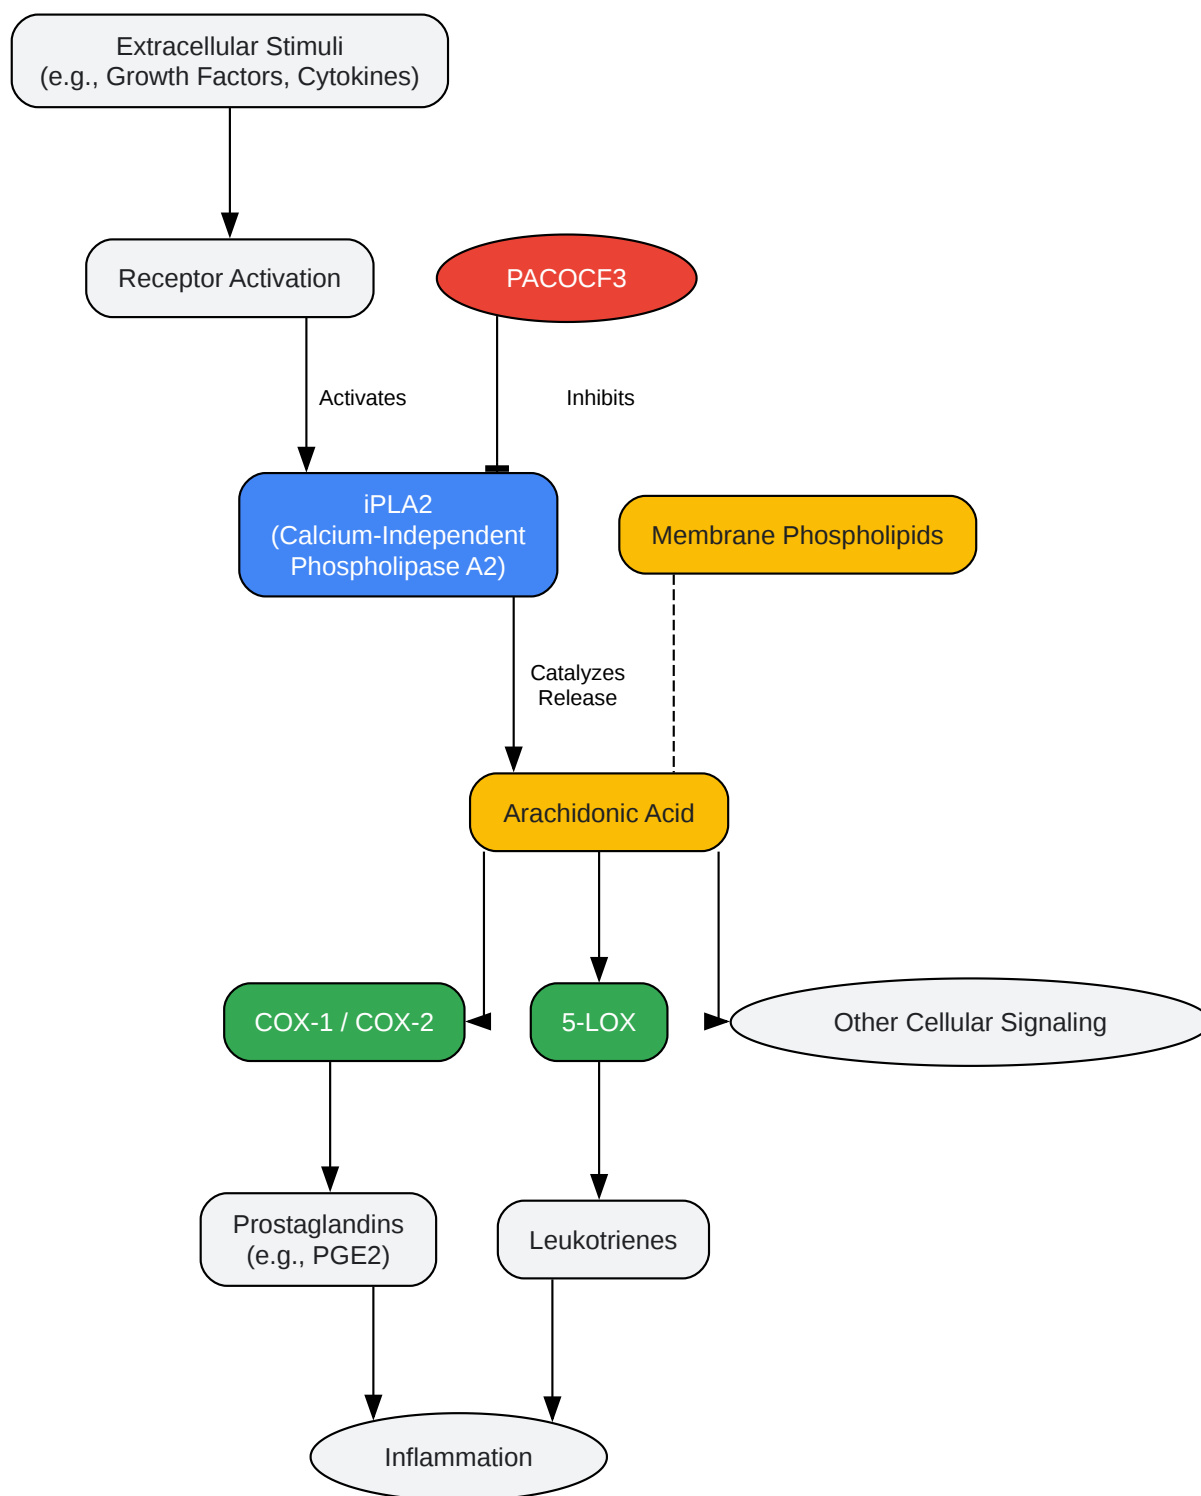 Extracellular Stimuli
(e.g., Growth Factors, Cytokines)
Receptor Activation
PACOCF3
Activates
Inhibits
iPLA2
(Calcium-Independent
Phospholipase A2)
Membrane Phospholipids
Catalyzes
Release
Arachidonic Acid
COX-1 / COX-2
5-LOX
Other Cellular Signaling
Prostaglandins
(e.g., PGE2)
Leukotrienes
Inflammation